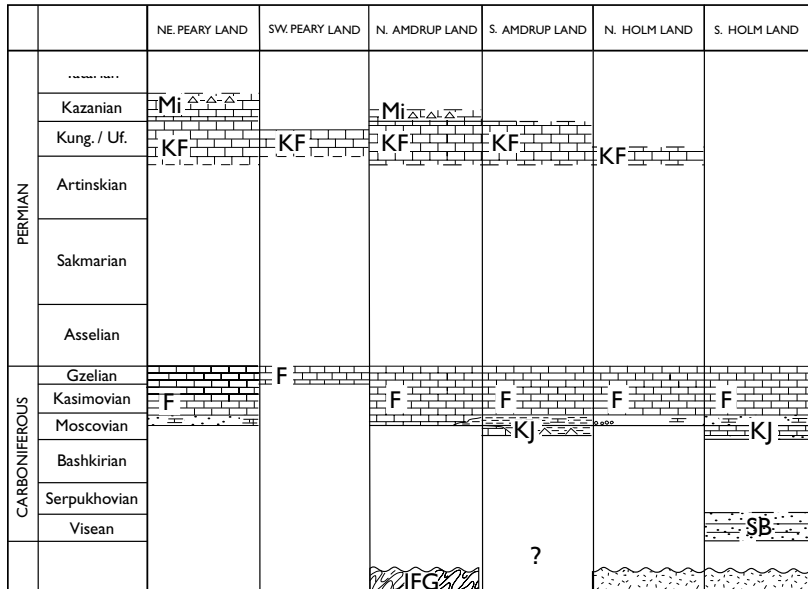 NE. PEARY LAND SW. PEARY LAND N. AMDRUP LAND S. AMDRUP LAND N. HOLM LAND S. HOLM LAND
PERMIAN
Kazanian Mi Mi
Kung. / Uf. KF KF KF KF KF
Artinskian
Sakmarian
Asselian
CARBONIFEROUS
Gzelian F
Kasimovian F F F F F
Moscovian KJ KJ
Bashkirian
Serpukhovian
Visean SB
?
IFG